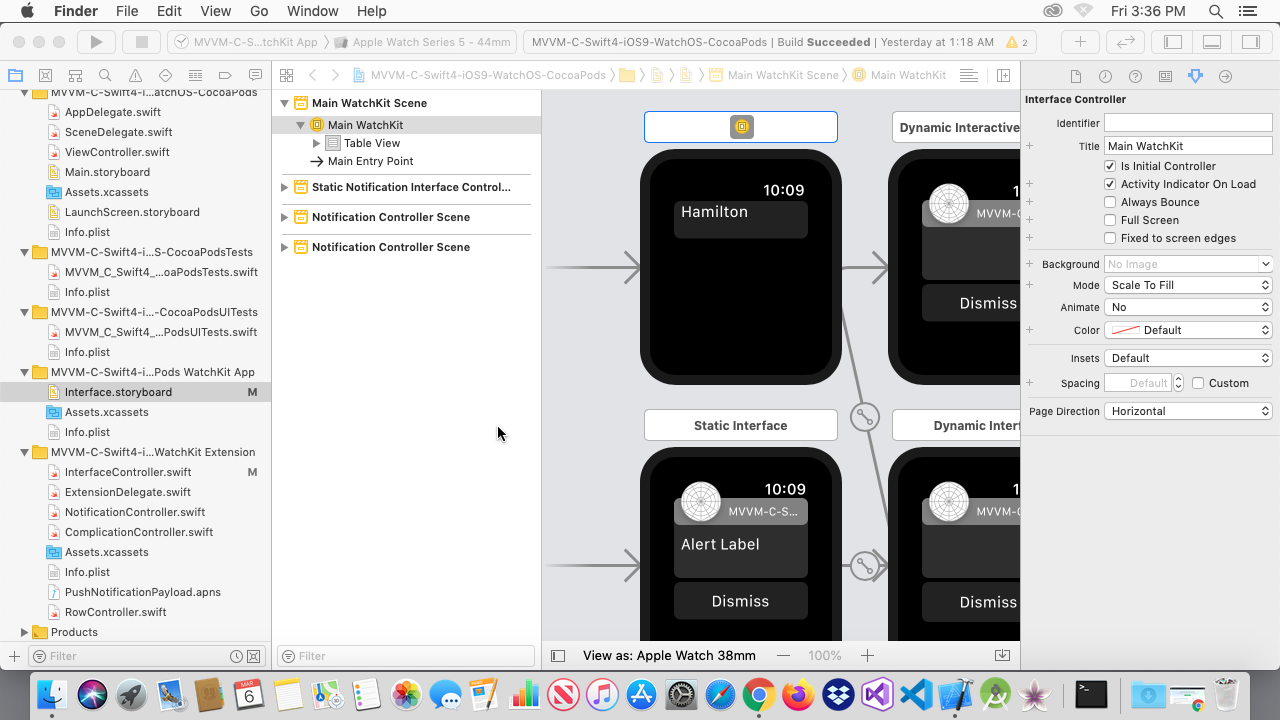 Finder File Edit View Go Window Help Fri 3:36 PM
MVVM-C-S...tchKit App Apple Watch Series 5 - 44mm MVVM-C-Swift4-iOS9-WatchOS-CocoaPods | Build Succeeded | Yesterday at 1:18 AM 2
MVVM-C-Swift4-iOS9-WatchOS-CocoaPods Main WatchKit Scene Main WatchKit
MVVM-C-Swift4-i...atchOS-CocoaPods
AppDelegate.swift
SceneDelegate.swift
ViewController.swift
Main.storyboard
Assets.xcassets
LaunchScreen.storyboard
Info.plist
MVVM-C-Swift4-i...S-CocoaPodsTests
MVVM_C_Swift4_...oaPodsTests.swift
Info.plist
MVVM-C-Swift4-i...-CocoaPodsUITests
MVVM_C_Swift4_...PodsUITests.swift
Info.plist
MVVM-C-Swift4-i...Pods WatchKit App
Interface.storyboard M
Assets.xcassets
Info.plist
MVVM-C-Swift4-i...WatchKit Extension
InterfaceController.swift M
ExtensionDelegate.swift
NotificationController.swift
ComplicationController.swift
Assets.xcassets
Info.plist
PushNotificationPayload.apns
RowController.swift
Products
Filter
Main WatchKit Scene
Main WatchKit
Table View
Main Entry Point
Static Notification Interface Control...
Notification Controller Scene
Notification Controller Scene
Filter
Dynamic Interactive
10:09
Hamilton
1
MVVM-C
Dismiss
Static Interface
Dynamic Interf
10:09
MVVM-C-S...
Alert Label
Dismiss
1
MVVM-C
Dismiss
View as: Apple Watch 38mm 100%
Interface Controller
Identifier
Title Main WatchKit
Is Initial Controller
Activity Indicator On Load
Always Bounce
Full Screen
Fixed to screen edges
Background No Image
Mode Scale To Fill
Animate No
Color Default
Insets Default
Spacing Default Custom
Page Direction Horizontal
MAR
6